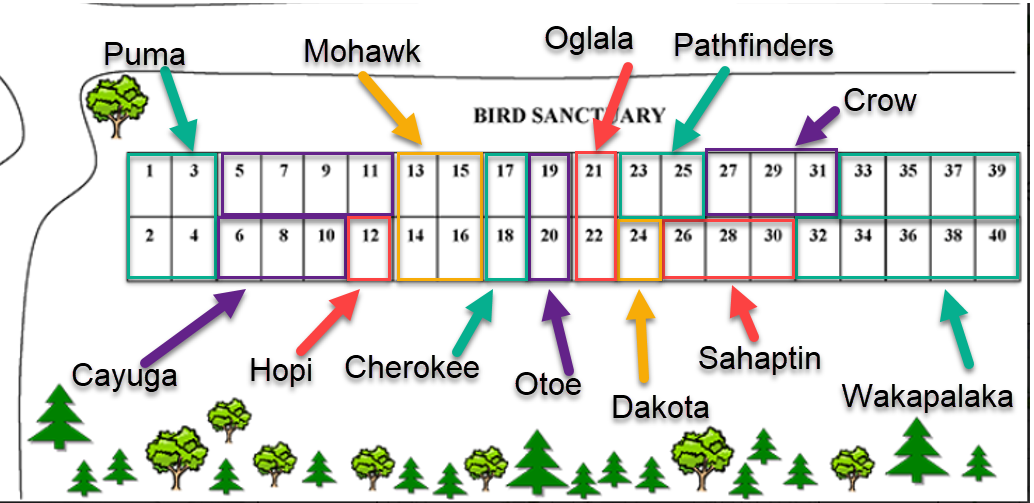 Puma
Mohawk
Oglala
Pathfinders
Crow
BIRD SANCTUARY
1 3 5 7 9 11 13 15 17 19 21 23 25 27 29 31 33 35 37 39
2 4 6 8 10 12 14 16 18 20 22 24 26 28 30 32 34 36 38 40
Cayuga
Hopi
Cherokee
Otoe
Dakota
Sahaptin
Wakapalaka